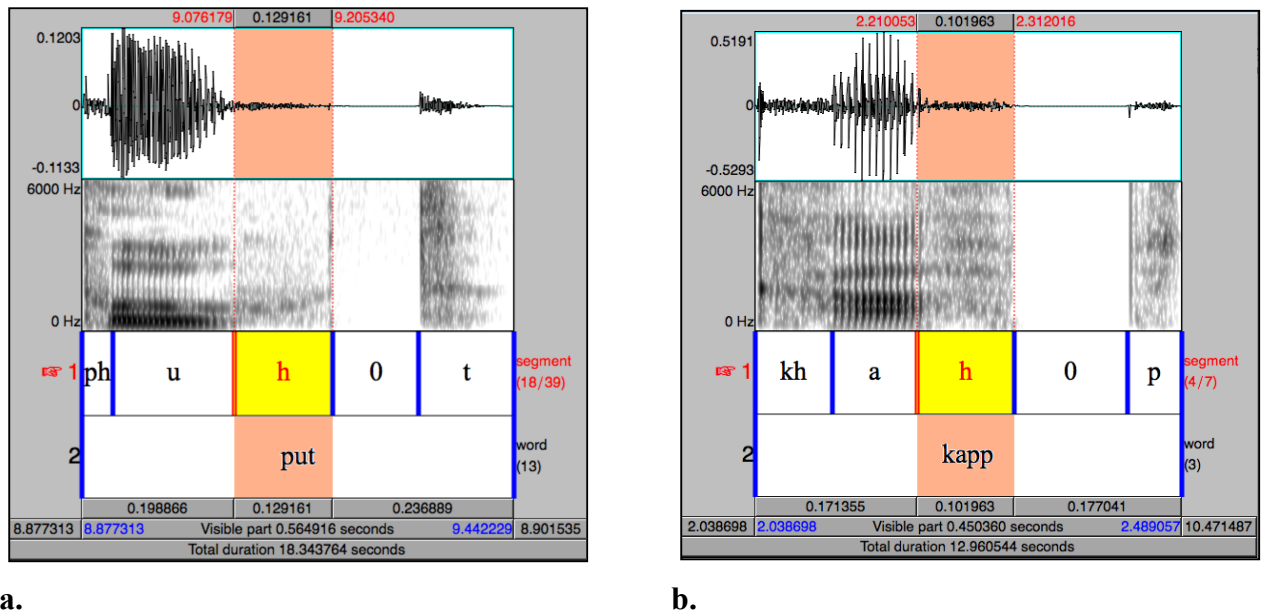 9.076179 0.129161 9.205340
0.1203
0
-0.1133
6000 Hz
0 Hz
☞ 1 ph u h 0 t segment (18/39)
2 put word (13)
0.198866 0.129161 0.236889
8.877313 8.877313 Visible part 0.564916 seconds 9.442229 8.901535
Total duration 18.343764 seconds
a.
2.210053 0.101963 2.312016
0.5191
0
-0.5293
6000 Hz
0 Hz
☞ 1 kh a h 0 p segment (4/7)
2 kapp word (3)
0.171355 0.101963 0.177041
2.038698 2.038698 Visible part 0.450360 seconds 2.489057 10.471487
Total duration 12.960544 seconds
b.